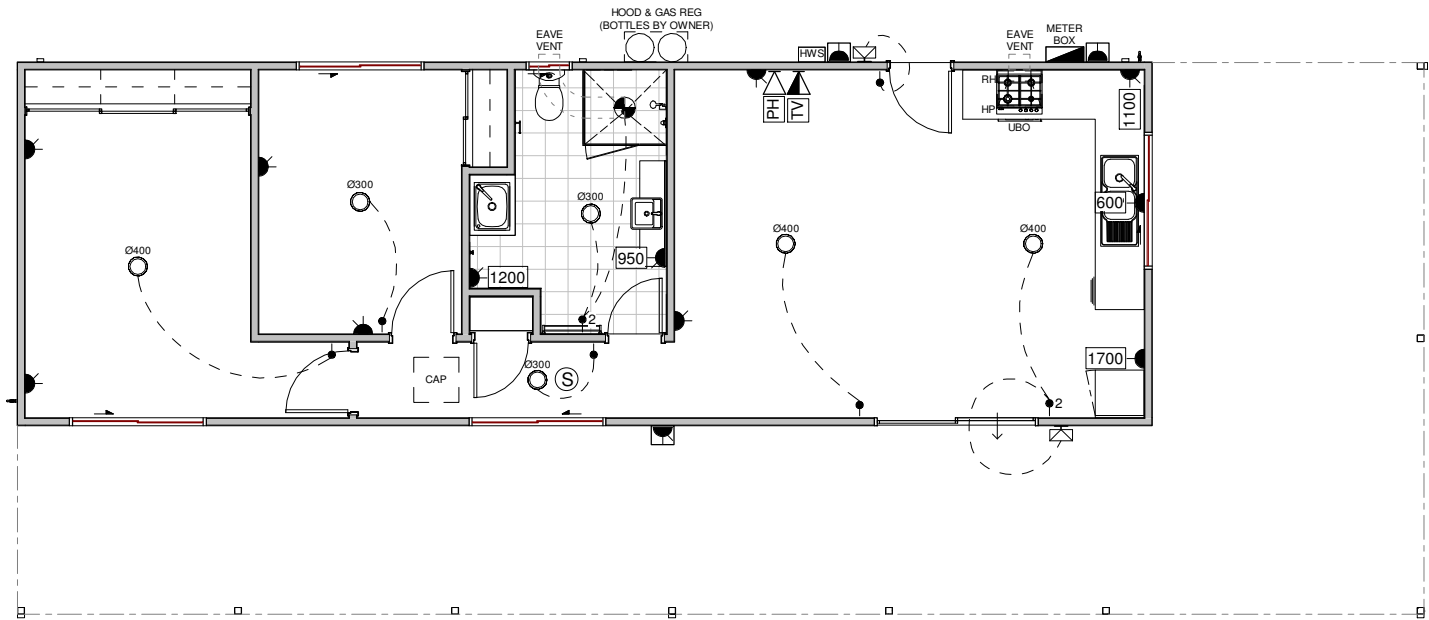 HOOD & GAS REG
(BOTTLES BY OWNER)
EAVE
VENT
HWS
EAVE
VENT
METER
BOX
RH
HP
UBO
PH
TV
1100
Ø300
Ø300
600
Ø400
Ø400
Ø400
950
1200
2
1700
Ø300
S
CAP
2